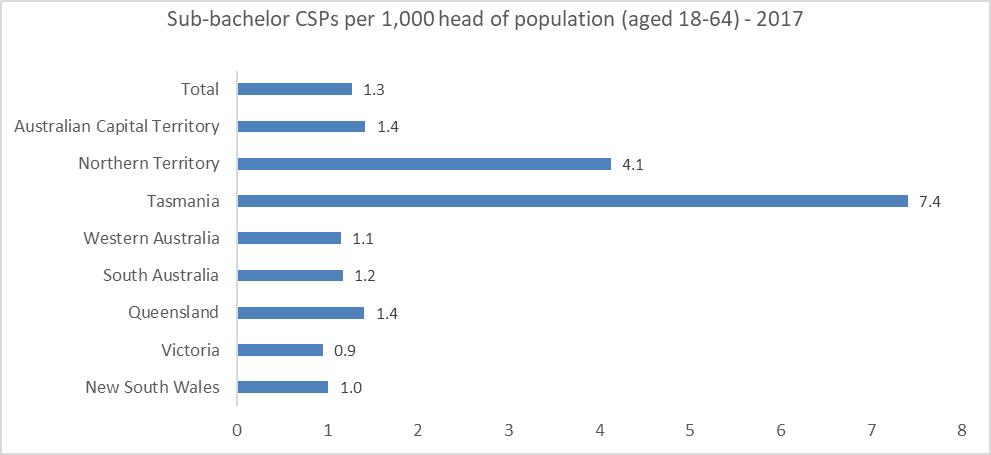 Sub-bachelor CSPs per 1,000 head of population (aged 18-64) - 2017
Total 1.3
Australian Capital Territory 1.4
Northern Territory 4.1
Tasmania 7.4
Western Australia 1.1
South Australia 1.2
Queensland 1.4
Victoria 0.9
New South Wales 1.0
0 1 2 3 4 5 6 7 8